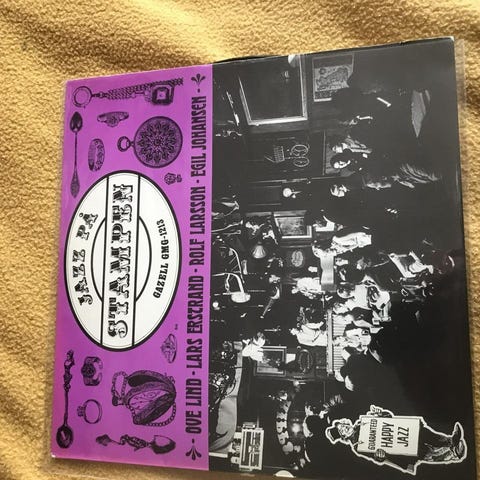 JAZZ PÅ
STAMPEN
GAZELL GMG-1213
OVE LIND - LARS ERSTRAND - ROLF LARSSON - EGIL JOHANSEN
GUARANTEED
HAPPY
JAZZ